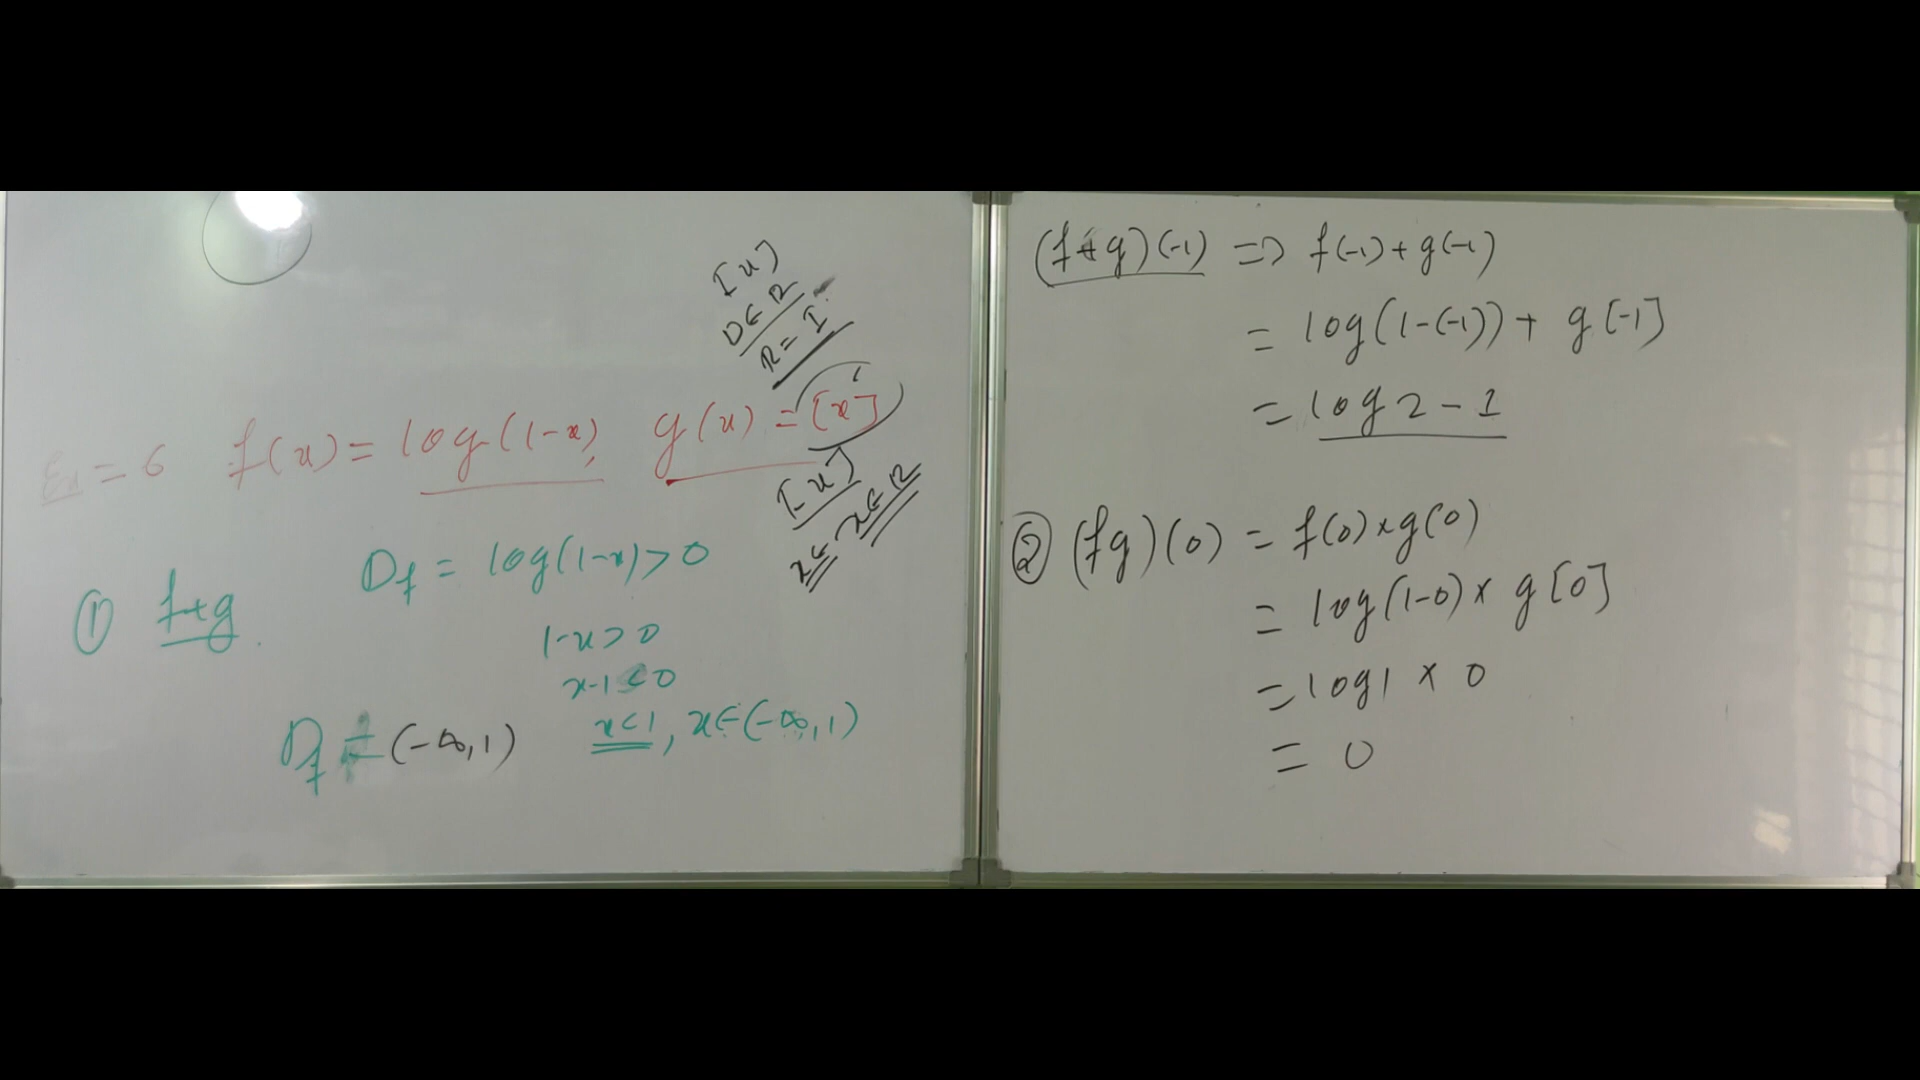 [x]
D∈ R
R = I
Ex = 6 f(x) = log(1-x), g(x) = [x]
[x]
x∈ x∈R
① f+g
Df = log(1-x)>0
1-x>0
x-1<0
x<1, x∈(-∞,1)
Df = (-∞,1)
(f+g)(-1) => f(-1)+g(-1)
= log(1-(-1))+ g[-1]
= log 2 - 1
② (fg)(0) = f(0)×g(0)
= log(1-0)× g[0]
= log1 × 0
= 0